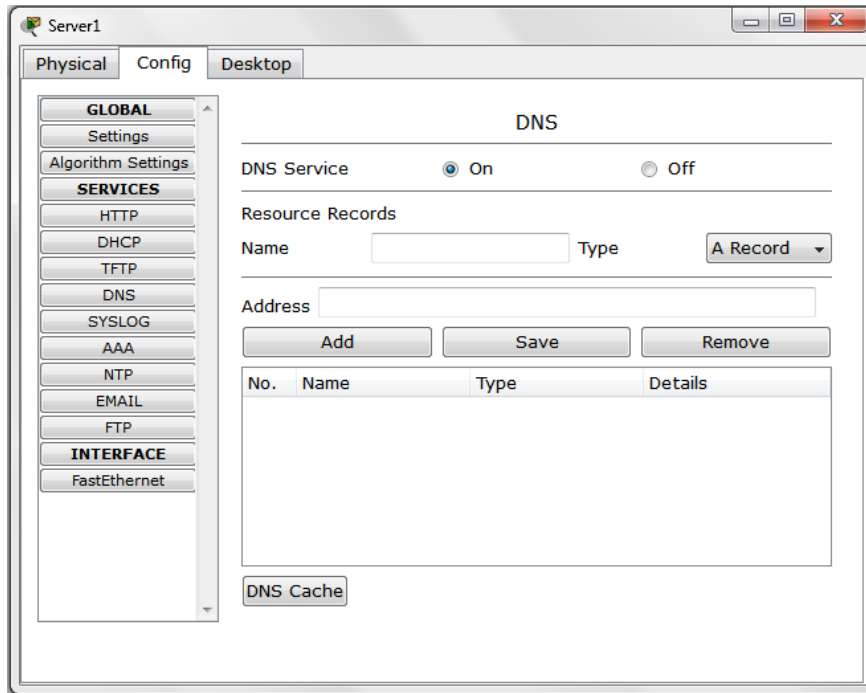 Server1
Physical Config Desktop
GLOBAL
Settings
Algorithm Settings
SERVICES
HTTP
DHCP
TFTP
DNS
SYSLOG
AAA
NTP
EMAIL
FTP
INTERFACE
FastEthernet
DNS
DNS Service On Off
Resource Records
Name Type A Record
Address
Add Save Remove
No. Name Type Details
DNS Cache